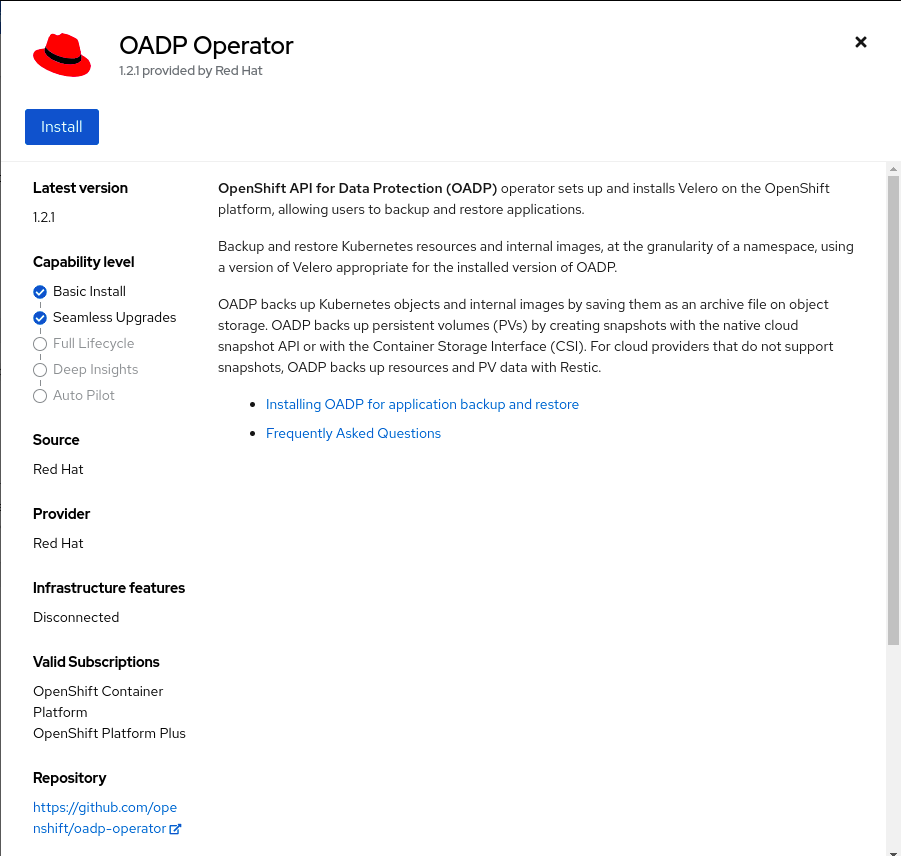 OADP Operator
1.2.1 provided by Red Hat
Install
Latest version
1.2.1
Capability level
Basic Install
Seamless Upgrades
Full Lifecycle
Deep Insights
Auto Pilot
Source
Red Hat
Provider
Red Hat
Infrastructure features
Disconnected
Valid Subscriptions
OpenShift Container
Platform
OpenShift Platform Plus
Repository
https://github.com/ope
nshift/oadp-operator
OpenShift API for Data Protection (OADP) operator sets up and installs Velero on the OpenShift
platform, allowing users to backup and restore applications.
Backup and restore Kubernetes resources and internal images, at the granularity of a namespace, using
a version of Velero appropriate for the installed version of OADP.
OADP backs up Kubernetes objects and internal images by saving them as an archive file on object
storage. OADP backs up persistent volumes (PVs) by creating snapshots with the native cloud
snapshot API or with the Container Storage Interface (CSI). For cloud providers that do not support
snapshots, OADP backs up resources and PV data with Restic.
• Installing OADP for application backup and restore
• Frequently Asked Questions